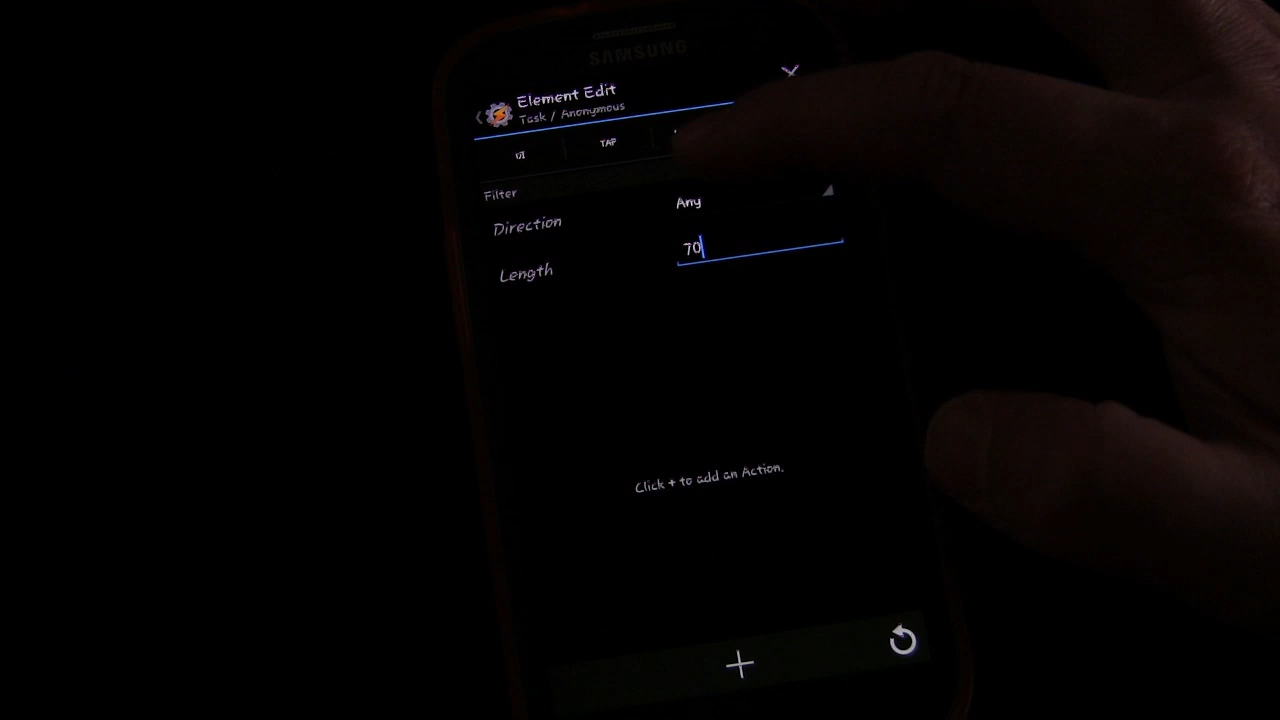 SAMSUNG
Element Edit
Task / Anonymous
UI
TAP
Filter
Direction
Any
Length
70
Click + to add an Action.